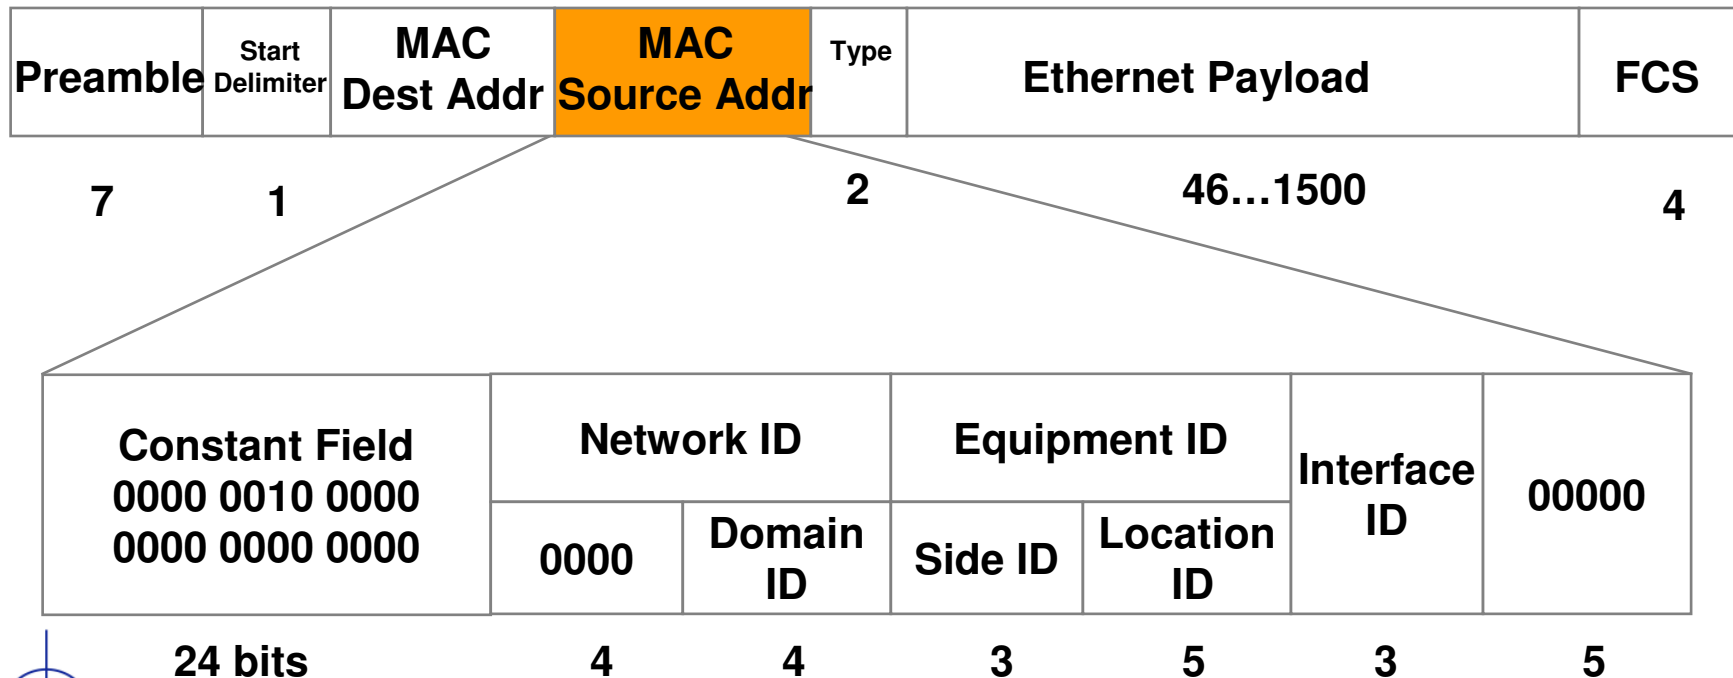 Preamble
Start
Delimiter
MAC
Dest Addr
MAC
Source Addr
Type
Ethernet Payload
FCS
7
1
2
46…1500
4
Constant Field
0000 0010 0000
0000 0000 0000
Network ID
0000
Domain
ID
Equipment ID
Side ID
Location
ID
Interface
ID
00000
24 bits
4
4
3
5
3
5